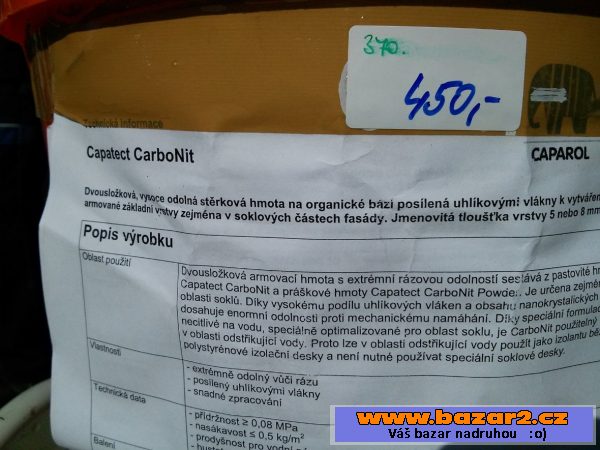 370.
450,-
Technická informace
Capatect CarboNit
CAPAROL
Dvousložková, vysoce odolná stěrková hmota na organické bázi posílená uhlíkovými vlákny k vytváření
armované základní vrstvy zejména v soklových částech fasády. Jmenovitá tloušťka vrstvy 5 nebo 8 mm
Popis výrobku
Oblast použití
Dvousložková armovací hmota s extrémní rázovou odolností sestává z pastovité
Capatect CarboNit a práškové hmoty Capatect CarboNit Powder. Je určena zejmé
oblasti soklů. Díky vysokému podílu uhlíkových vláken a obsahu nanokrystalických
dosahuje enormní odolnosti proti mechanickému namáhání. Díky speciální formulac
necitlivé na vodu, speciálně optimalizované pro oblast soklu, je CarboNit použitelný
v oblasti odstřikující vody. Proto lze v oblasti odstřikující vody použít jako izolantu bě
polystyrénové izolační desky a není nutné používat speciální soklové desky.
Vlastnosti
- extrémně odolný vůči rázu
- posílený uhlíkovými vlákny
- snadné zpracování
Technická data
- přídržnost ≥ 0,08 MPa
- nasákavost ≤ 0,5 kg/m²
- prodyšnost pro vodní
Balení
www.bazar2.cz
Váš bazar nadruhou :o)